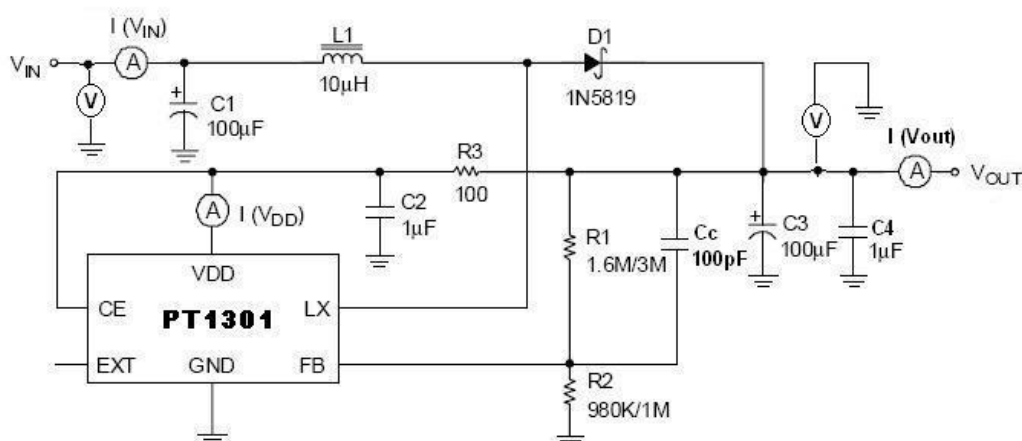 I (VIN)
L1
D1
VIN
A
10µH
1N5819
V
+
C1
100µF
V
I (Vout)
R3
A
VOUT
100
A
I (VDD)
C2
1µF
R1
1.6M/3M
Cc
100pF
+
C3
100µF
C4
1µF
VDD
CE
LX
PT1301
EXT
GND
FB
R2
980K/1M